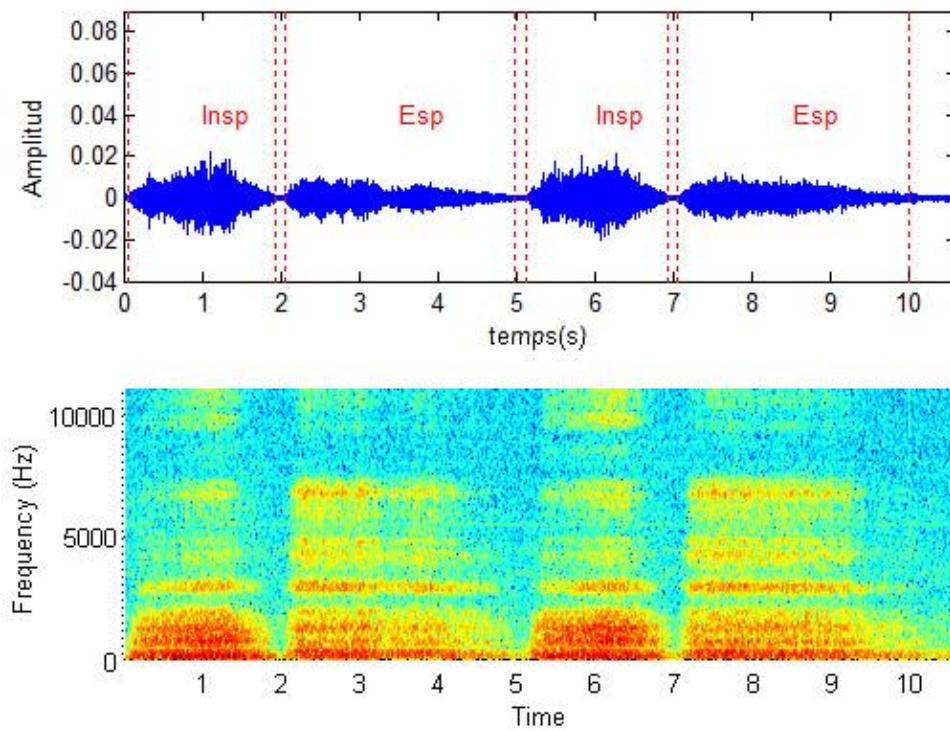 0.08
0.06
0.04
0.02
0
-0.02
-0.04
Amplitud
Insp Esp Insp Esp
0 1 2 3 4 5 6 7 8 9 10
temps(s)
10000
5000
0
Frequency (Hz)
1 2 3 4 5 6 7 8 9 10
Time